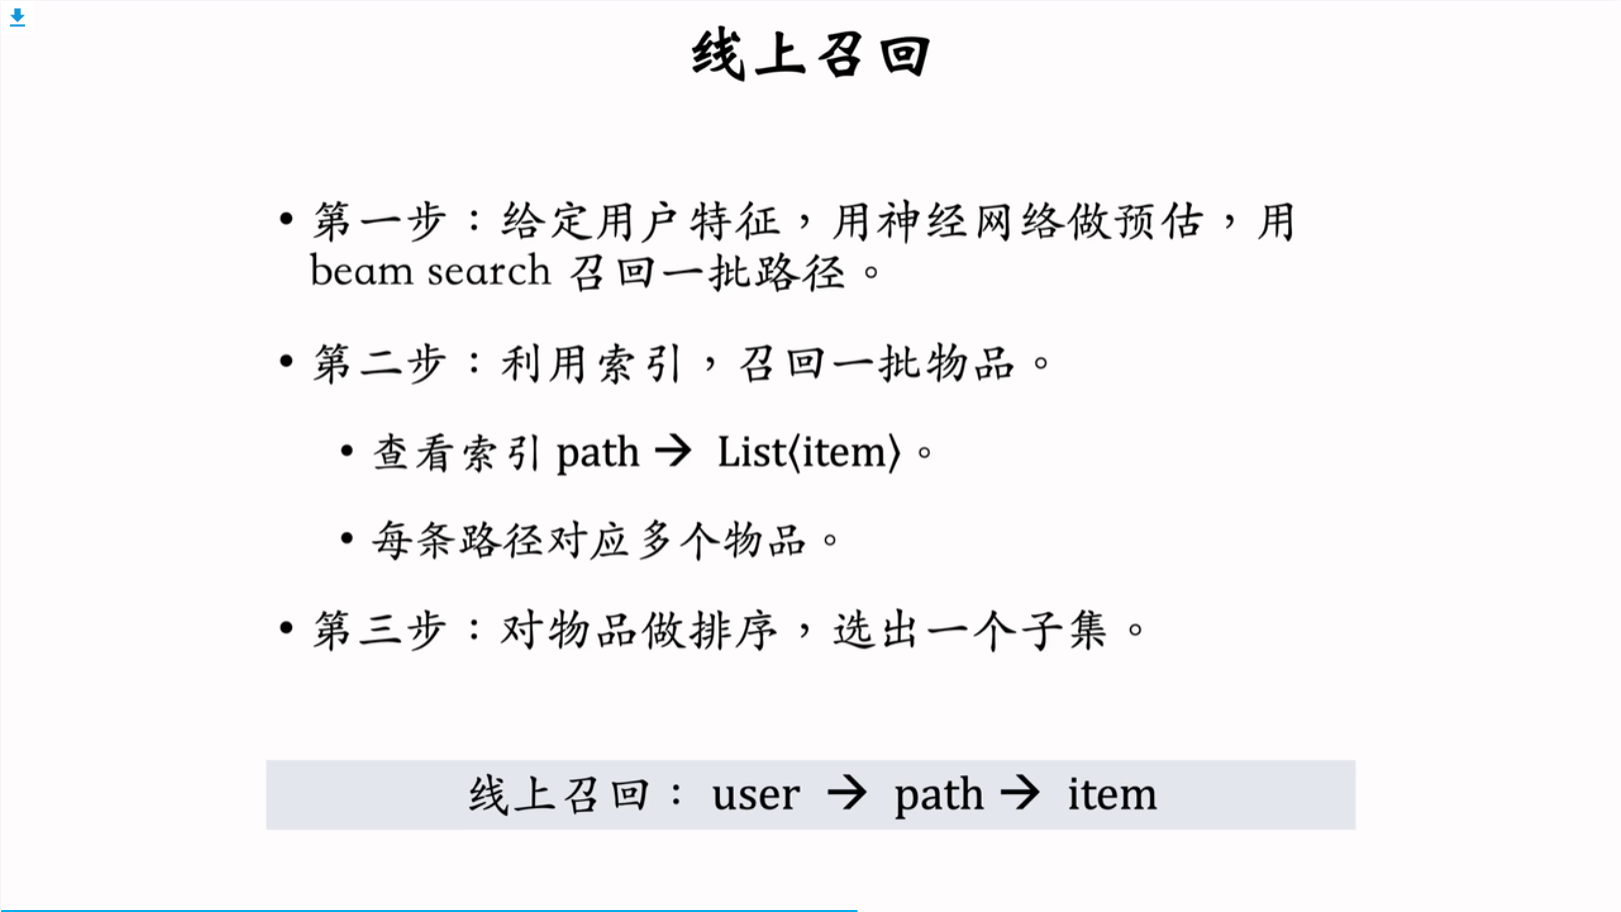 线上召回
• 第一步：给定用户特征，用神经网络做预估，用
beam search 召回一批路径。
• 第二步：利用索引，召回一批物品。
• 查看索引 path → List⟨item⟩。
• 每条路径对应多个物品。
• 第三步：对物品做排序，选出一个子集。
线上召回： user → path → item